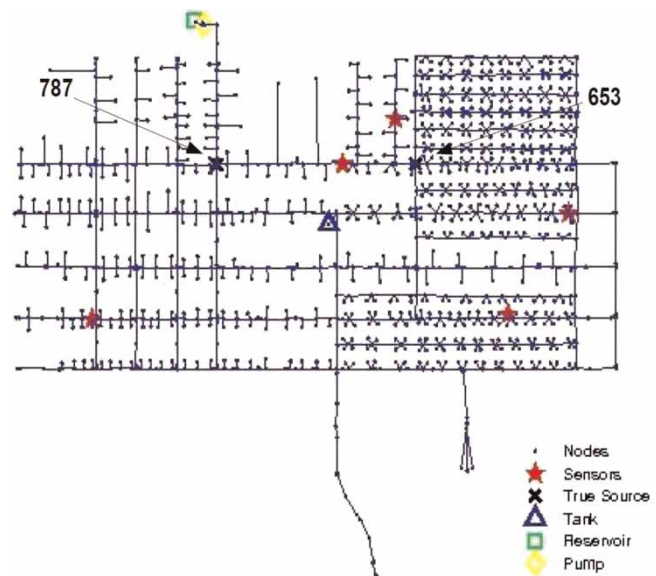 787
653
Nodes
Sensors
True Source
Tank
Reservoir
Pump